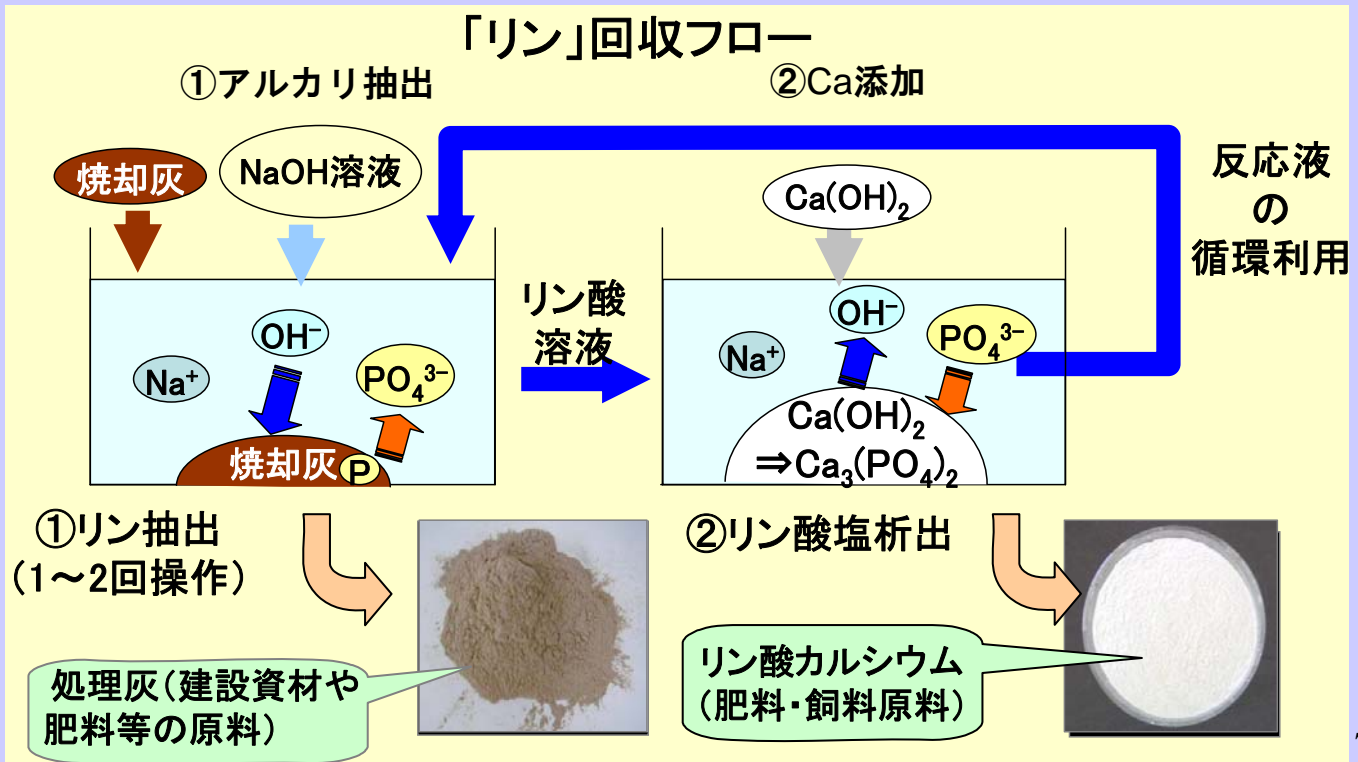 「リン」回収フロー
①アルカリ抽出
②Ca添加
焼却灰
NaOH溶液
Ca(OH)₂
反応液
の
循環利用
OH⁻
Na⁺
PO₄³⁻
焼却灰
P
リン酸
溶液
OH⁻
Na⁺
PO₄³⁻
Ca(OH)₂
⇒Ca₃(PO₄)₂
①リン抽出
(1~2回操作)
処理灰(建設資材や
肥料等の原料)
②リン酸塩析出
リン酸カルシウム
(肥料・飼料原料)